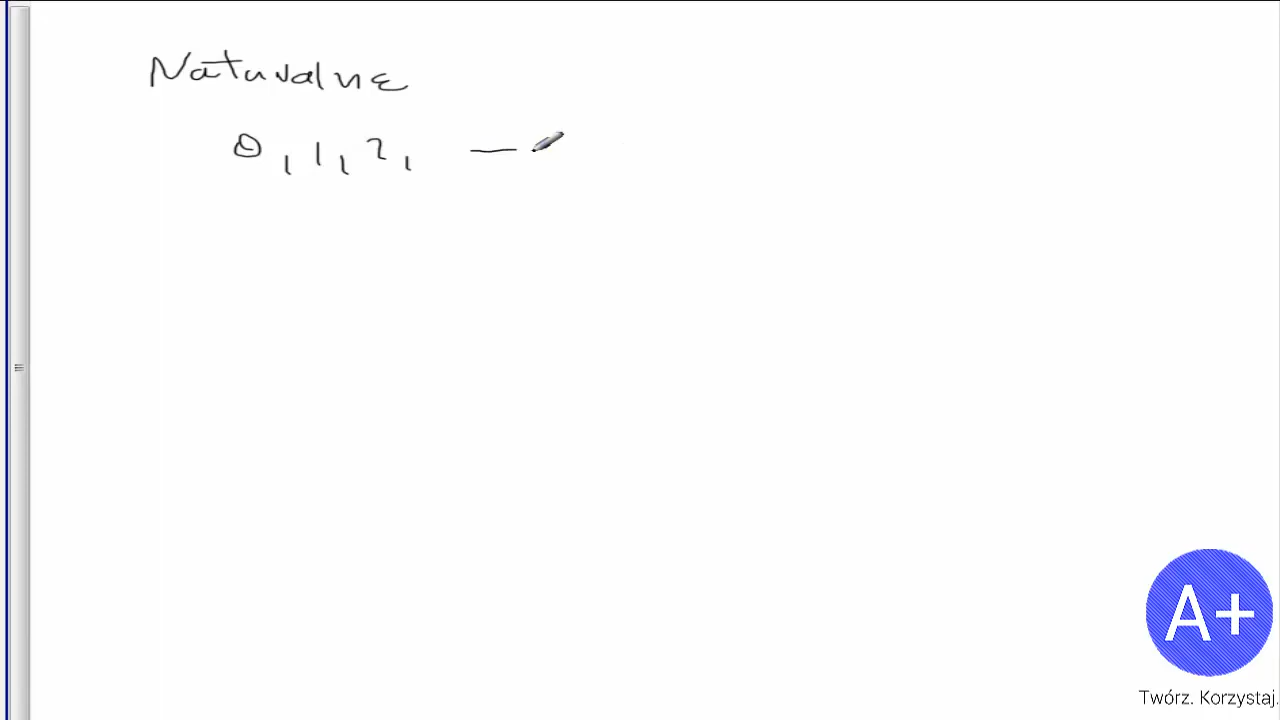 Naturalne
0, 1, 2, —
A+
Twórz. Korzystaj.